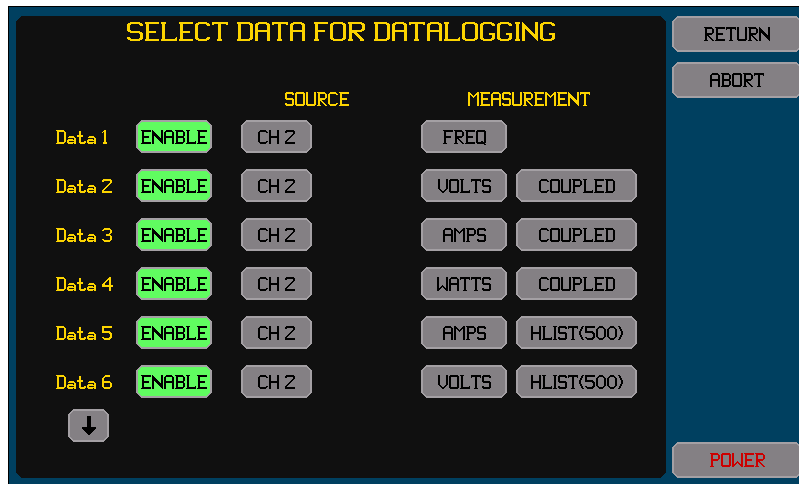 SELECT DATA FOR DATALOGGING
RETURN
ABORT
SOURCE MEASUREMENT
Data 1 ENABLE CH 2 FREQ
Data 2 ENABLE CH 2 VOLTS COUPLED
Data 3 ENABLE CH 2 AMPS COUPLED
Data 4 ENABLE CH 2 WATTS COUPLED
Data 5 ENABLE CH 2 AMPS HLIST(500)
Data 6 ENABLE CH 2 VOLTS HLIST(500)
POWER